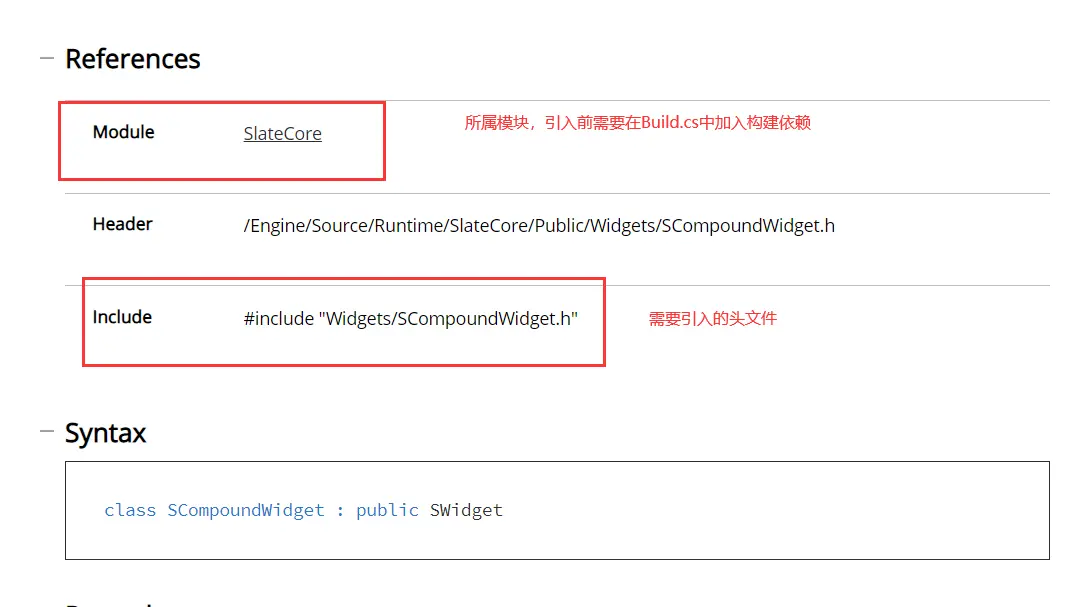 References
Module SlateCore 所属模块，引入前需要在Build.cs中加入构建依赖
Header /Engine/Source/Runtime/SlateCore/Public/Widgets/SCompoundWidget.h
Include #include "Widgets/SCompoundWidget.h" 需要引入的头文件
Syntax
class SCompoundWidget : public SWidget